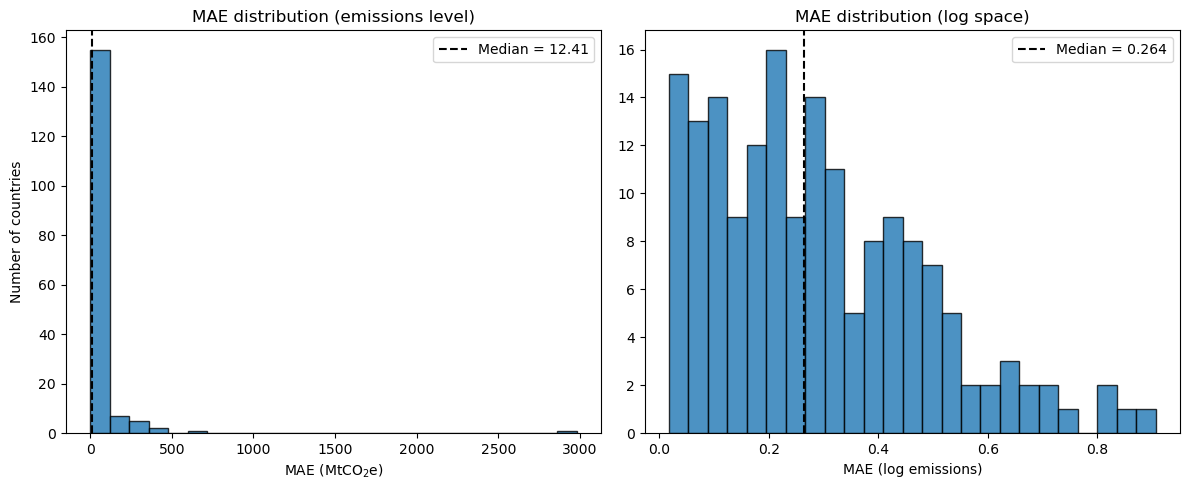 MAE distribution (emissions level)
Median = 12.41
Number of countries
160
140
120
100
80
60
40
20
0
0 500 1000 1500 2000 2500 3000
MAE (MtCO₂e)
MAE distribution (log space)
Median = 0.264
16
14
12
10
8
6
4
2
0
0.0 0.2 0.4 0.6 0.8
MAE (log emissions)